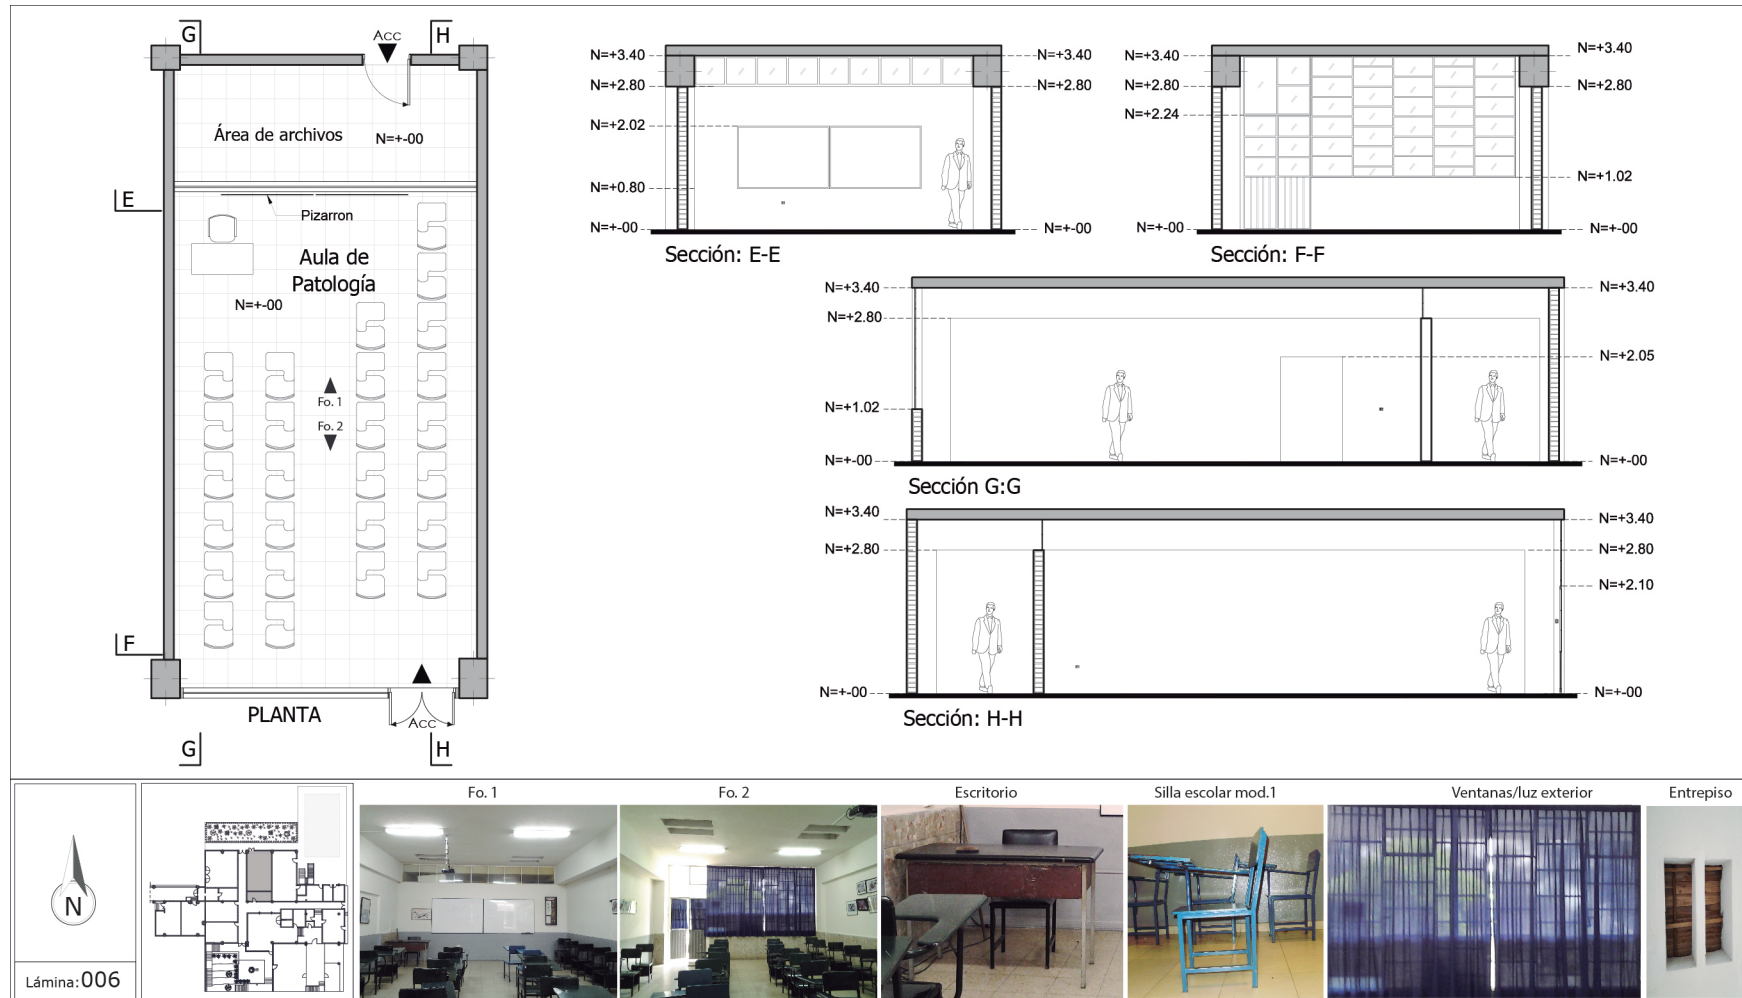 G
Acc
H
Área de archivos
N=+-00
E
Pizarron
Aula de
Patología
N=+-00
Fo. 1
Fo. 2
F
PLANTA
Acc
G
H
N=+3.40
N=+3.40
N=+2.80
N=+2.80
N=+2.02
N=+0.80
N=+-00
N=+-00
Sección: E-E
N=+3.40
N=+3.40
N=+2.80
N=+2.80
N=+2.24
N=+1.02
N=+-00
N=+-00
Sección: F-F
N=+3.40
N=+3.40
N=+2.80
N=+2.05
N=+1.02
N=+-00
N=+-00
Sección G:G
N=+3.40
N=+3.40
N=+2.80
N=+2.80
N=+2.10
N=+-00
N=+-00
Sección: H-H
N
Lámina: 006
Fo. 1
Fo. 2
Escritorio
Silla escolar mod.1
Ventanas/luz exterior
Entrepiso